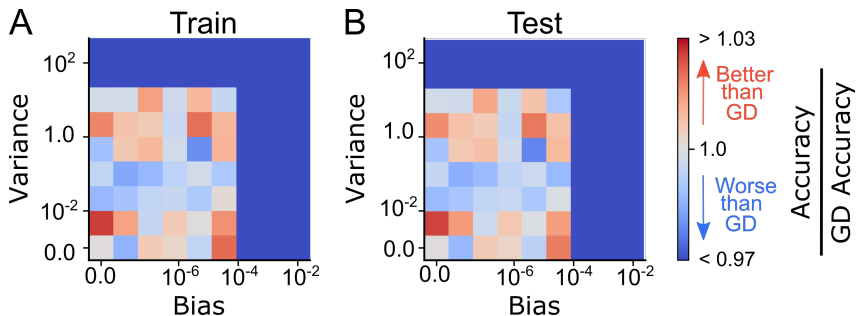 A
Train
Variance
10²
1.0
10⁻²
0.0
0.0
10⁻⁶
10⁻⁴
10⁻²
Bias
B
Test
Variance
10²
1.0
10⁻²
0.0
0.0
10⁻⁶
10⁻⁴
10⁻²
Bias
> 1.03
Better
than
GD
1.0
Worse
than
GD
< 0.97
Accuracy
GD Accuracy